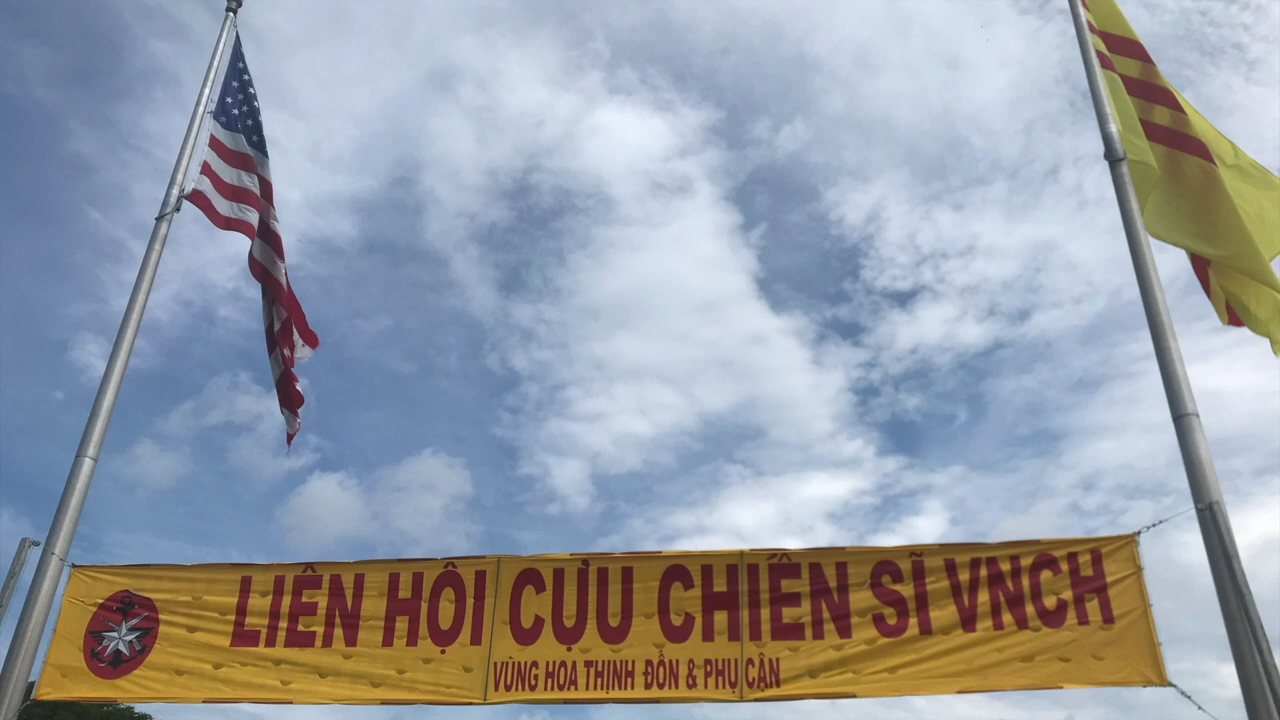 LIÊN HỘI CỰU CHIẾN SĨ VNCH
VÙNG HOA THỊNH ĐỐN & PHỤ CẬN